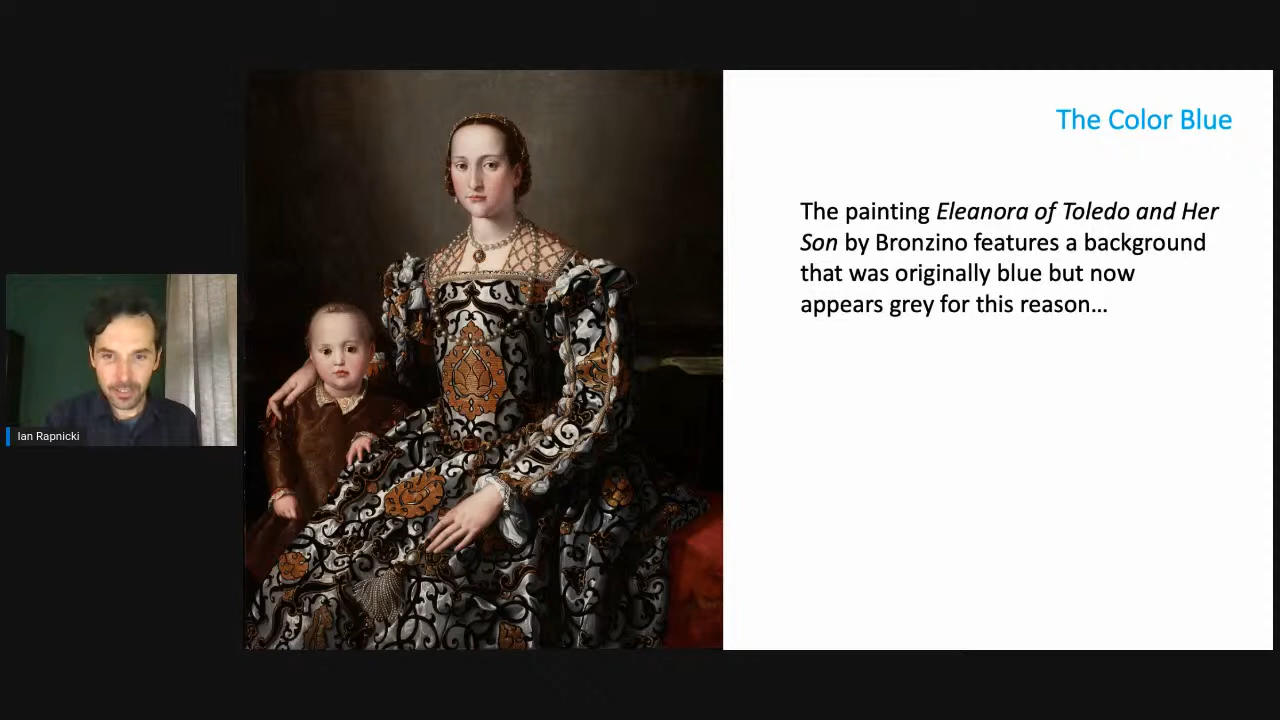 The Color Blue
The painting Eleanora of Toledo and Her
Son by Bronzino features a background
that was originally blue but now
appears grey for this reason...
Ian Rapnicki